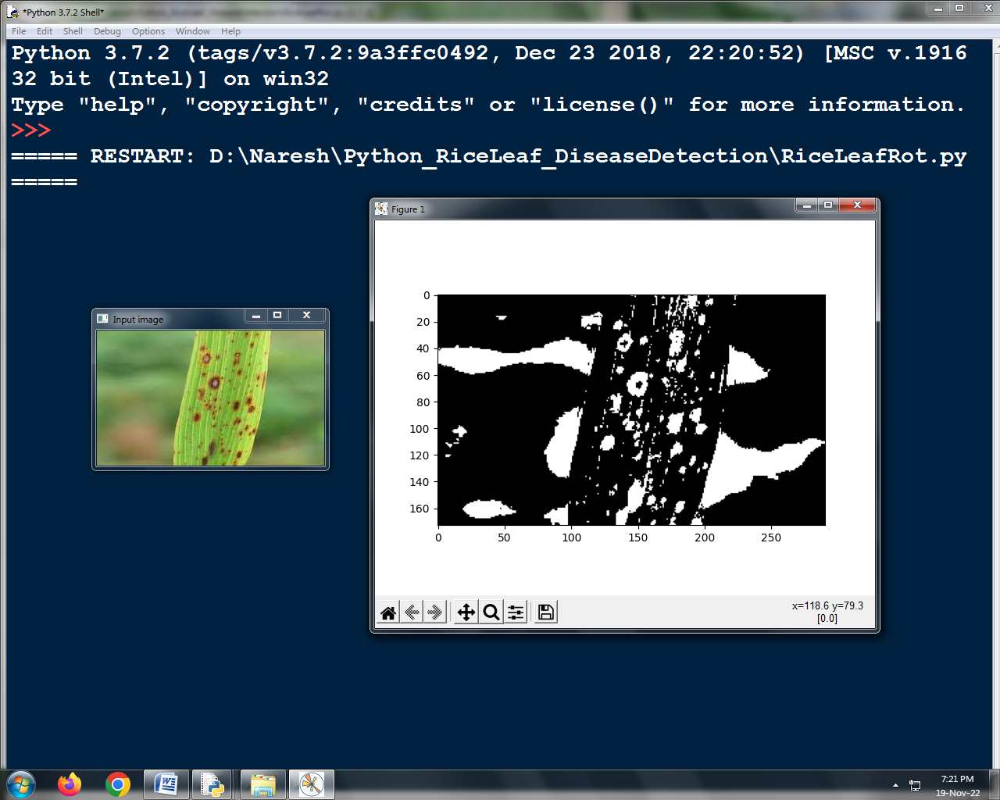 *Python 3.7.2 Shell*
File Edit Shell Debug Options Window Help
Python 3.7.2 (tags/v3.7.2:9a3ffc0492, Dec 23 2018, 22:20:52) [MSC v.1916
32 bit (Intel)] on win32
Type "help", "copyright", "credits" or "license()" for more information.
>>>
===== RESTART: D:\Naresh\Python_RiceLeaf_DiseaseDetection\RiceLeafRot.py
=====
Input image
Figure 1
0
20
40
60
80
100
120
140
160
0 50 100 150 200 250
x=118.6 y=79.3
[0.0]
7:21 PM
19-Nov-22